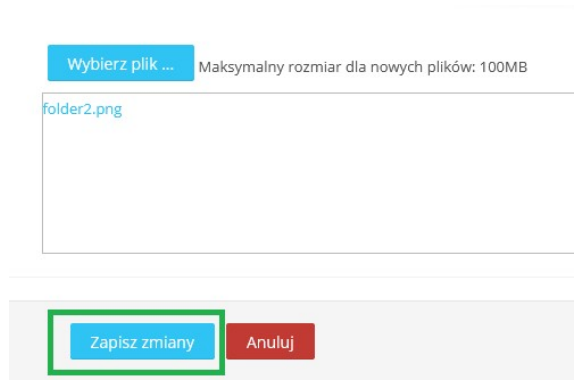 Wybierz plik ... Maksymalny rozmiar dla nowych plików: 100MB
folder2.png
Zapisz zmiany Anuluj